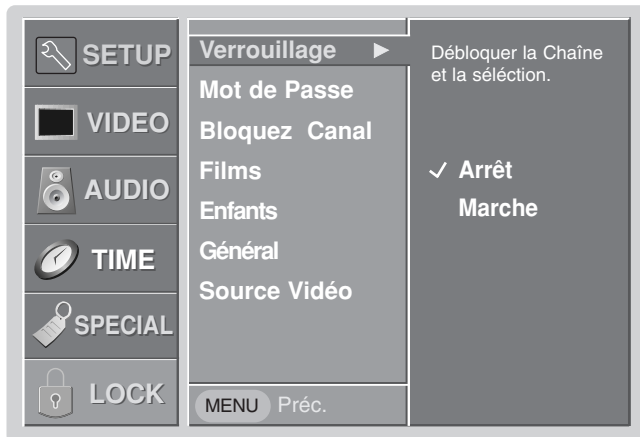 SETUP
VIDEO
AUDIO
TIME
SPECIAL
LOCK
Verrouillage ►
Mot de Passe
Bloquez Canal
Films
Enfants
Général
Source Vidéo
MENU Préc.
Débloquer la Chaîne
et la séléction.
✓ Arrêt
Marche